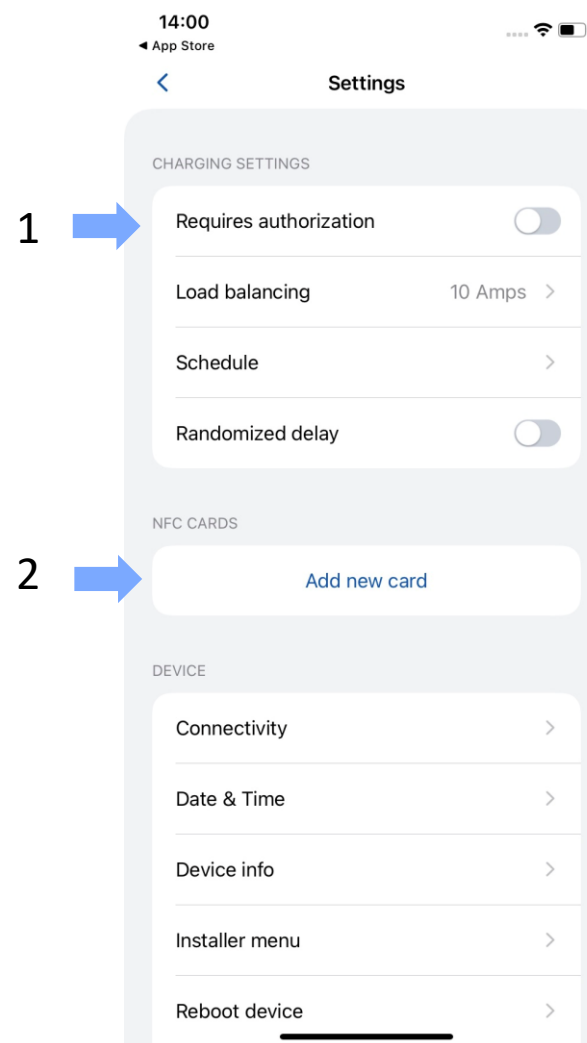 14:00
◀ App Store
Settings
CHARGING SETTINGS
1
Requires authorization
Load balancing 10 Amps
Schedule
Randomized delay
NFC CARDS
2
Add new card
DEVICE
Connectivity
Date & Time
Device info
Installer menu
Reboot device